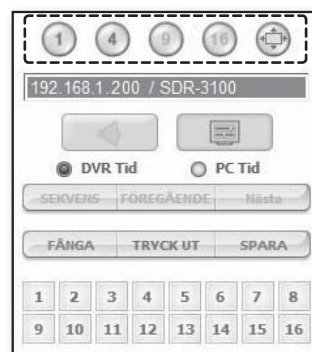 1 4 9 16
192.168.1.200 / SDR-3100
DVR Tid PC Tid
SEKVENS FÖREGÅENDE Nästa
FÅNGA TRYCK UT SPARA
1 2 3 4 5 6 7 8
9 10 11 12 13 14 15 16